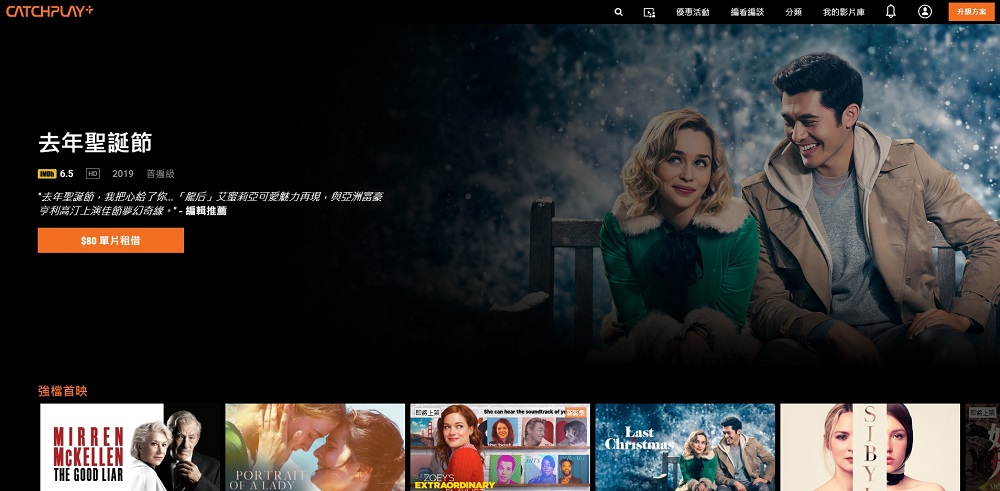 CATCHPLAY+
優惠活動
編看編談
分類
我的影片庫
升級方案
去年聖誕節
IMDb 6.5 HD 2019 普遍級
"去年聖誕節，我把心給了你...「龍后」艾蜜莉亞可愛魅力再現，與亞洲富豪
亨利高汀上演佳節夢幻奇緣。" - 編輯推薦
$80 單片租借
強檔首映
MIRREN
MCKELLEN
THE GOOD LIAR
PORTRAIT
OF A LADY
即將上架
She can hear the soundtrack of
新影集
ZOEY'S
EXTRAORDINARY
Last
Christmas
S
I
B
Y
即將上架